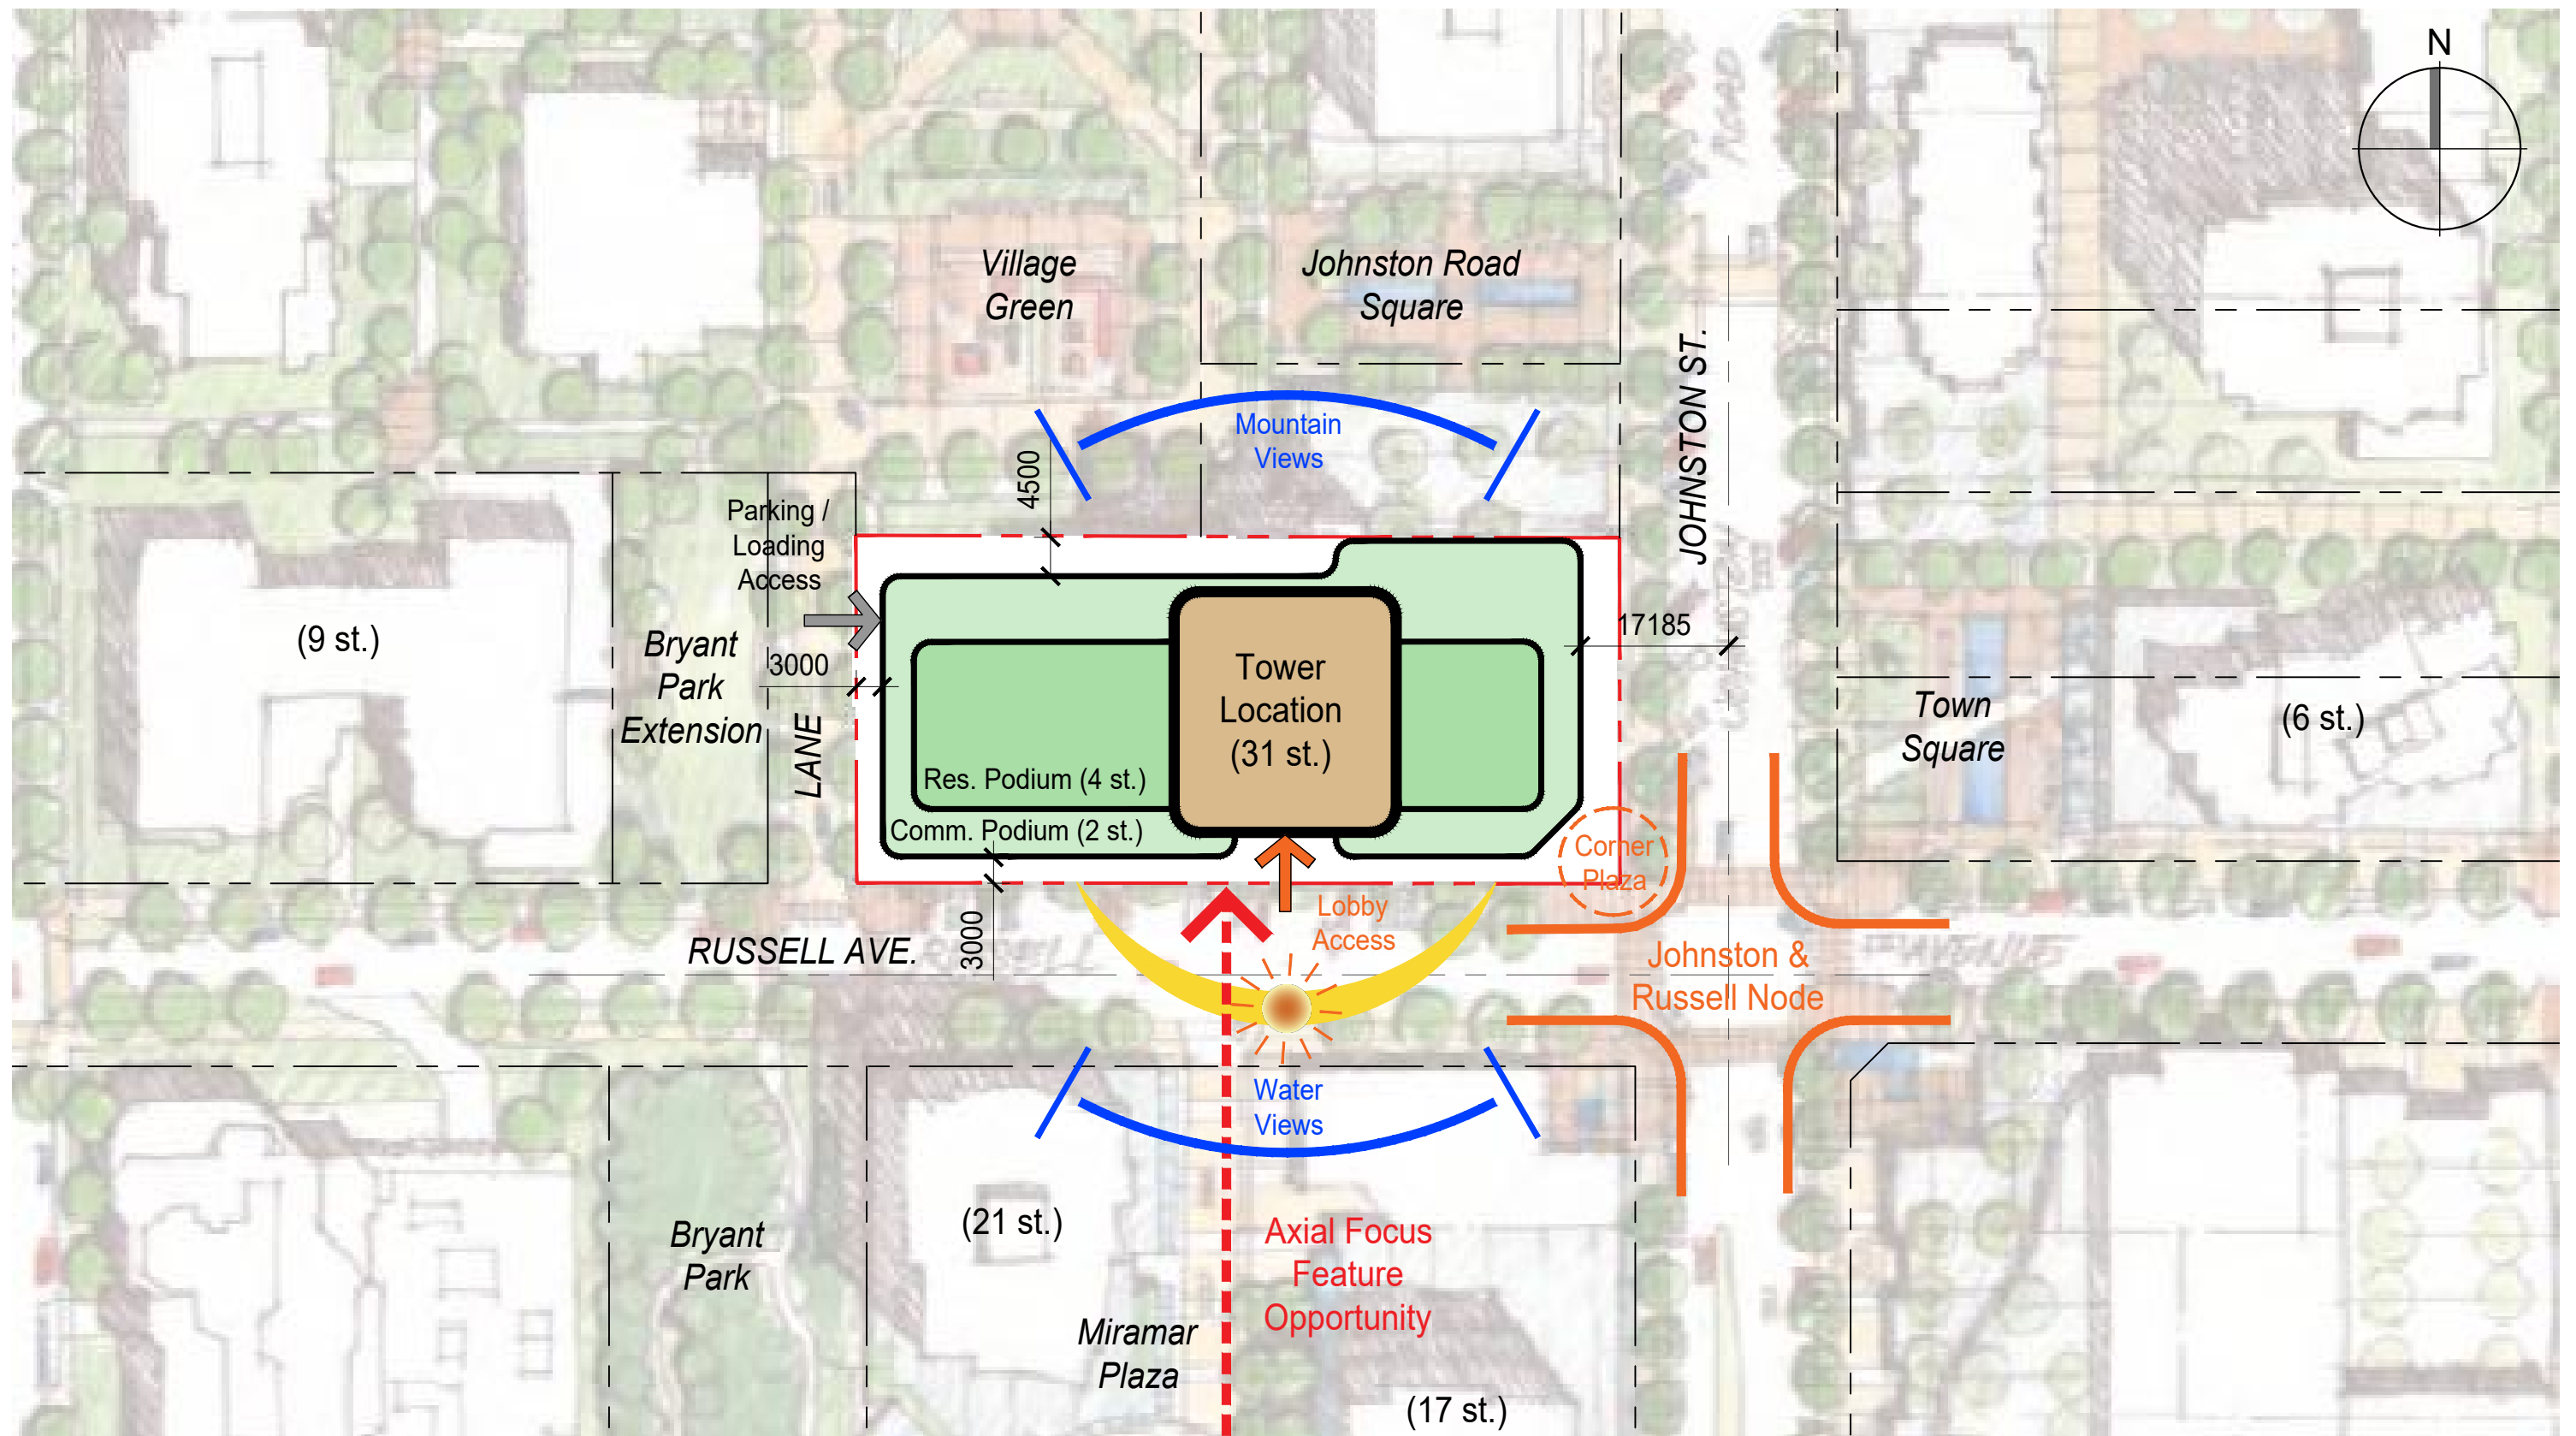 N
Village
Green
Johnston Road
Square
ROAD
JOHNSTON ST.
Mountain
Views
4500
Parking /
Loading
Access
(9 st.)
Bryant
Park
Extension
3000
LANE
Tower
Location
(31 st.)
Res. Podium (4 st.)
Comm. Podium (2 st.)
17185
Town
Square
(6 st.)
Corner
Plaza
Lobby
Access
RUSSELL AVE.
RUSSELL
3000
Johnston &
Russell Node
Water
Views
(21 st.)
Bryant
Park
Axial Focus
Feature
Opportunity
Miramar
Plaza
(17 st.)